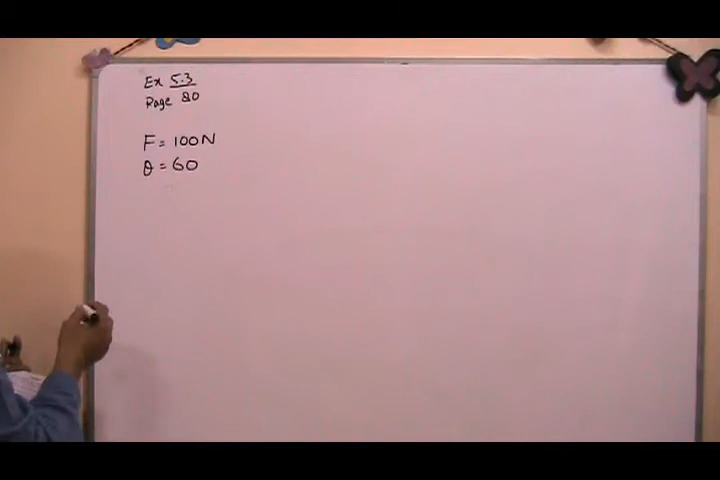 Ex 5.3
Page 80
F = 100N
θ = 60